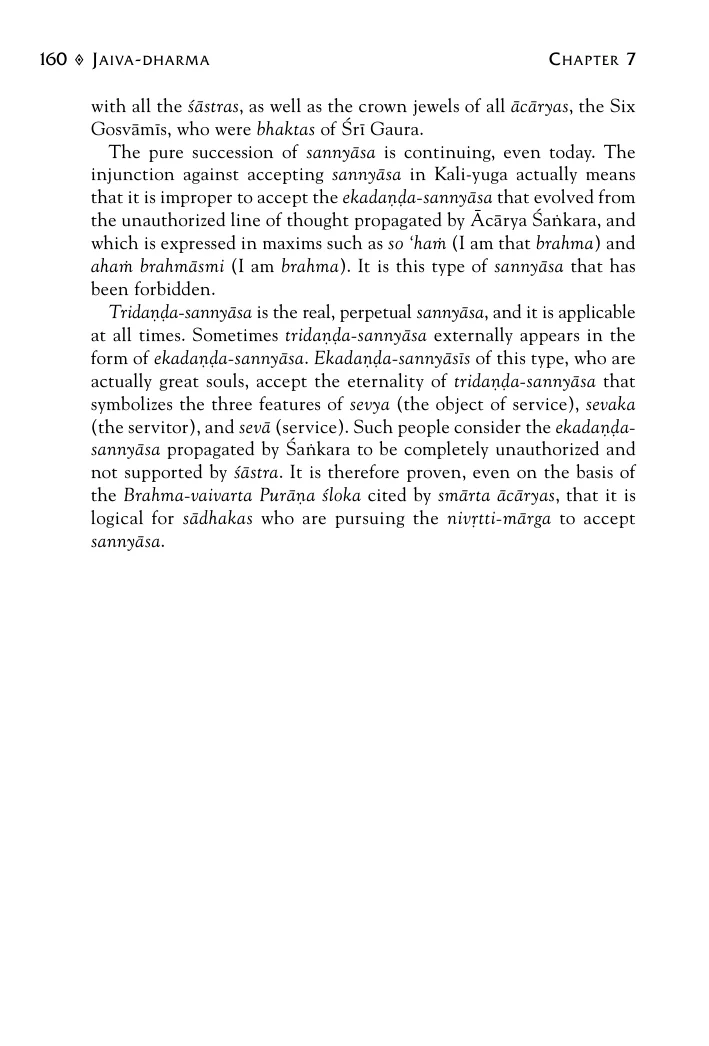 160 ◈ JAIVA-DHARMA CHAPTER 7
with all the śāstras, as well as the crown jewels of all ācāryas, the Six
Gosvāmīs, who were bhaktas of Śrī Gaura.
The pure succession of sannyāsa is continuing, even today. The
injunction against accepting sannyāsa in Kali-yuga actually means
that it is improper to accept the ekadaṇḍa-sannyāsa that evolved from
the unauthorized line of thought propagated by Ācārya Śaṅkara, and
which is expressed in maxims such as so ‘haṁ (I am that brahma) and
ahaṁ brahmāsmi (I am brahma). It is this type of sannyāsa that has
been forbidden.
Tridaṇḍa-sannyāsa is the real, perpetual sannyāsa, and it is applicable
at all times. Sometimes tridaṇḍa-sannyāsa externally appears in the
form of ekadaṇḍa-sannyāsa. Ekadaṇḍa-sannyāsīs of this type, who are
actually great souls, accept the eternality of tridaṇḍa-sannyāsa that
symbolizes the three features of sevya (the object of service), sevaka
(the servitor), and sevā (service). Such people consider the ekadaṇḍa-
sannyāsa propagated by Śaṅkara to be completely unauthorized and
not supported by śāstra. It is therefore proven, even on the basis of
the Brahma-vaivarta Purāṇa śloka cited by smārta ācāryas, that it is
logical for sādhakas who are pursuing the nivṛtti-mārga to accept
sannyāsa.